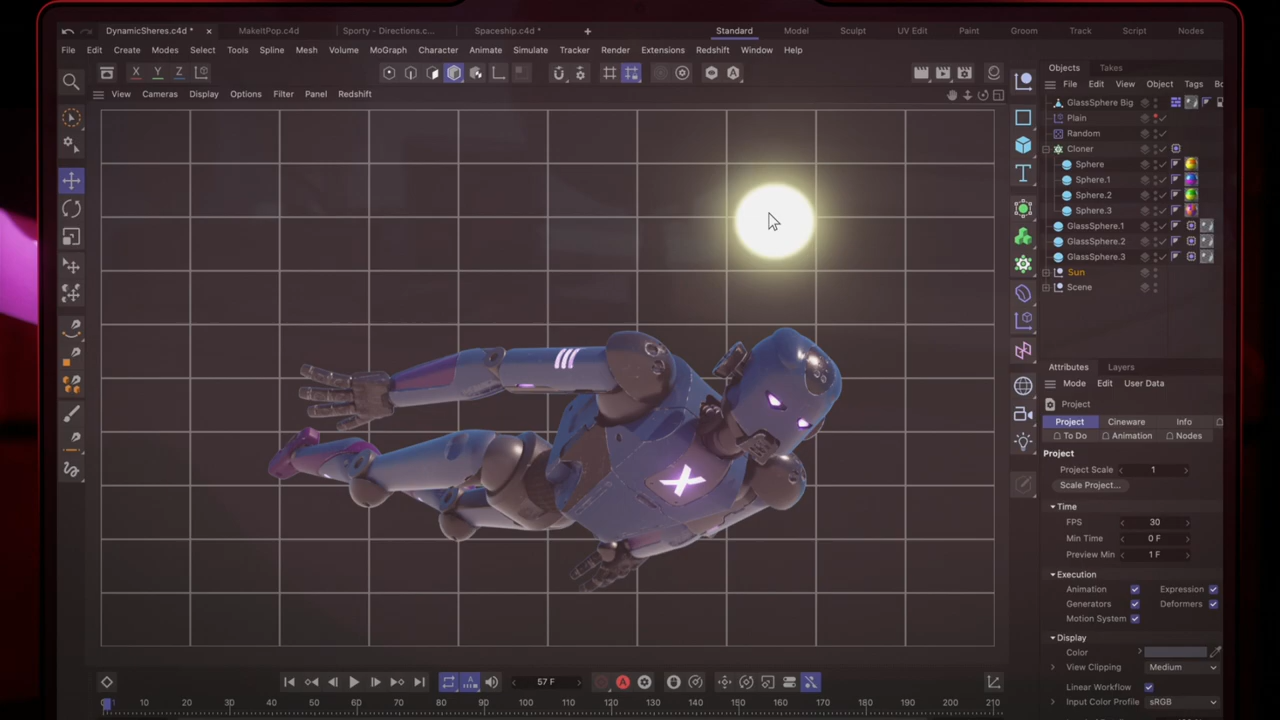 DynamicSheres.c4d * × MakeitPop.c4d Sporty - Directions.c... Spaceship.c4d * + Standard Model Sculpt UV Edit Paint Groom Track Script Nodes
File Edit Create Modes Select Tools Spline Mesh Volume MoGraph Character Animate Simulate Tracker Render Extensions Redshift Window Help
X Y Z
View Cameras Display Options Filter Panel Redshift
Objects Takes
File Edit View Object Tags Bo
GlassSphere Big
Plain
Random
Cloner
Sphere
Sphere.1
Sphere.2
Sphere.3
GlassSphere.1
GlassSphere.2
GlassSphere.3
Sun
Scene
Attributes Layers
Mode Edit User Data
Project
Project Cineware Info
To Do Animation Nodes
Project
Project Scale 1
Scale Project...
Time
FPS 30
Min Time 0 F
Preview Min 1 F
Execution
Animation Expression
Generators Deformers
Motion System
Display
Color
View Clipping Medium
Linear Workflow
Input Color Profile sRGB
X
57 F
10 20 30 40 50 60 70 80 90 100 110 120 130 140 150 160 170 180 190 200 210